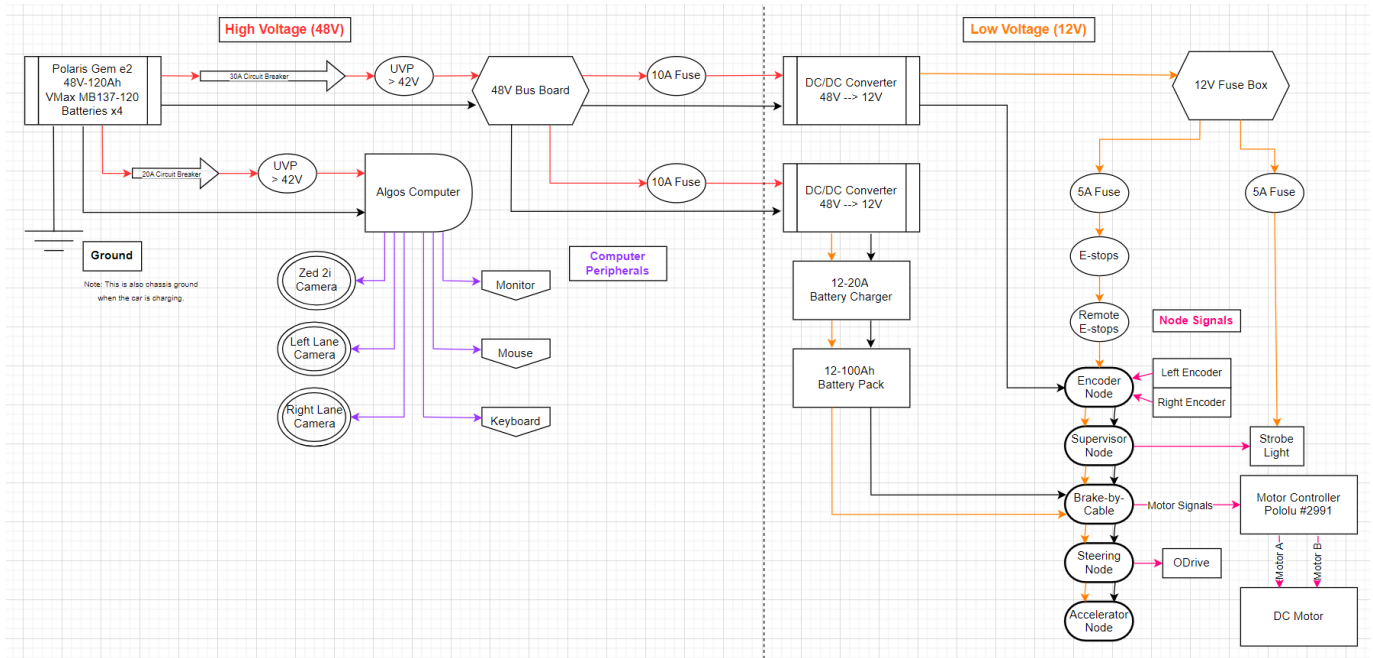 High Voltage (48V)
Low Voltage (12V)
Polaris Gem e2
48V-120Ah
VMax MB137-120
Batteries x4
30A Circuit Breaker
UVP
> 42V
48V Bus Board
10A Fuse
DC/DC Converter
48V --> 12V
12V Fuse Box
20A Circuit Breaker
UVP
> 42V
Algos Computer
10A Fuse
DC/DC Converter
48V --> 12V
5A Fuse
5A Fuse
Ground
Note: This is also chassis ground
when the car is charging.
Computer
Peripherals
Zed 2i
Camera
Monitor
Left Lane
Camera
Mouse
Right Lane
Camera
Keyboard
12-20A
Battery Charger
12-100Ah
Battery Pack
E-stops
Remote
E-stops
Node Signals
Encoder
Node
Left Encoder
Right Encoder
Supervisor
Node
Strobe
Light
Brake-by-
Cable
Motor Signals
Motor Controller
Pololu #2991
Steering
Node
ODrive
Motor A
Motor B
Accelerator
Node
DC Motor